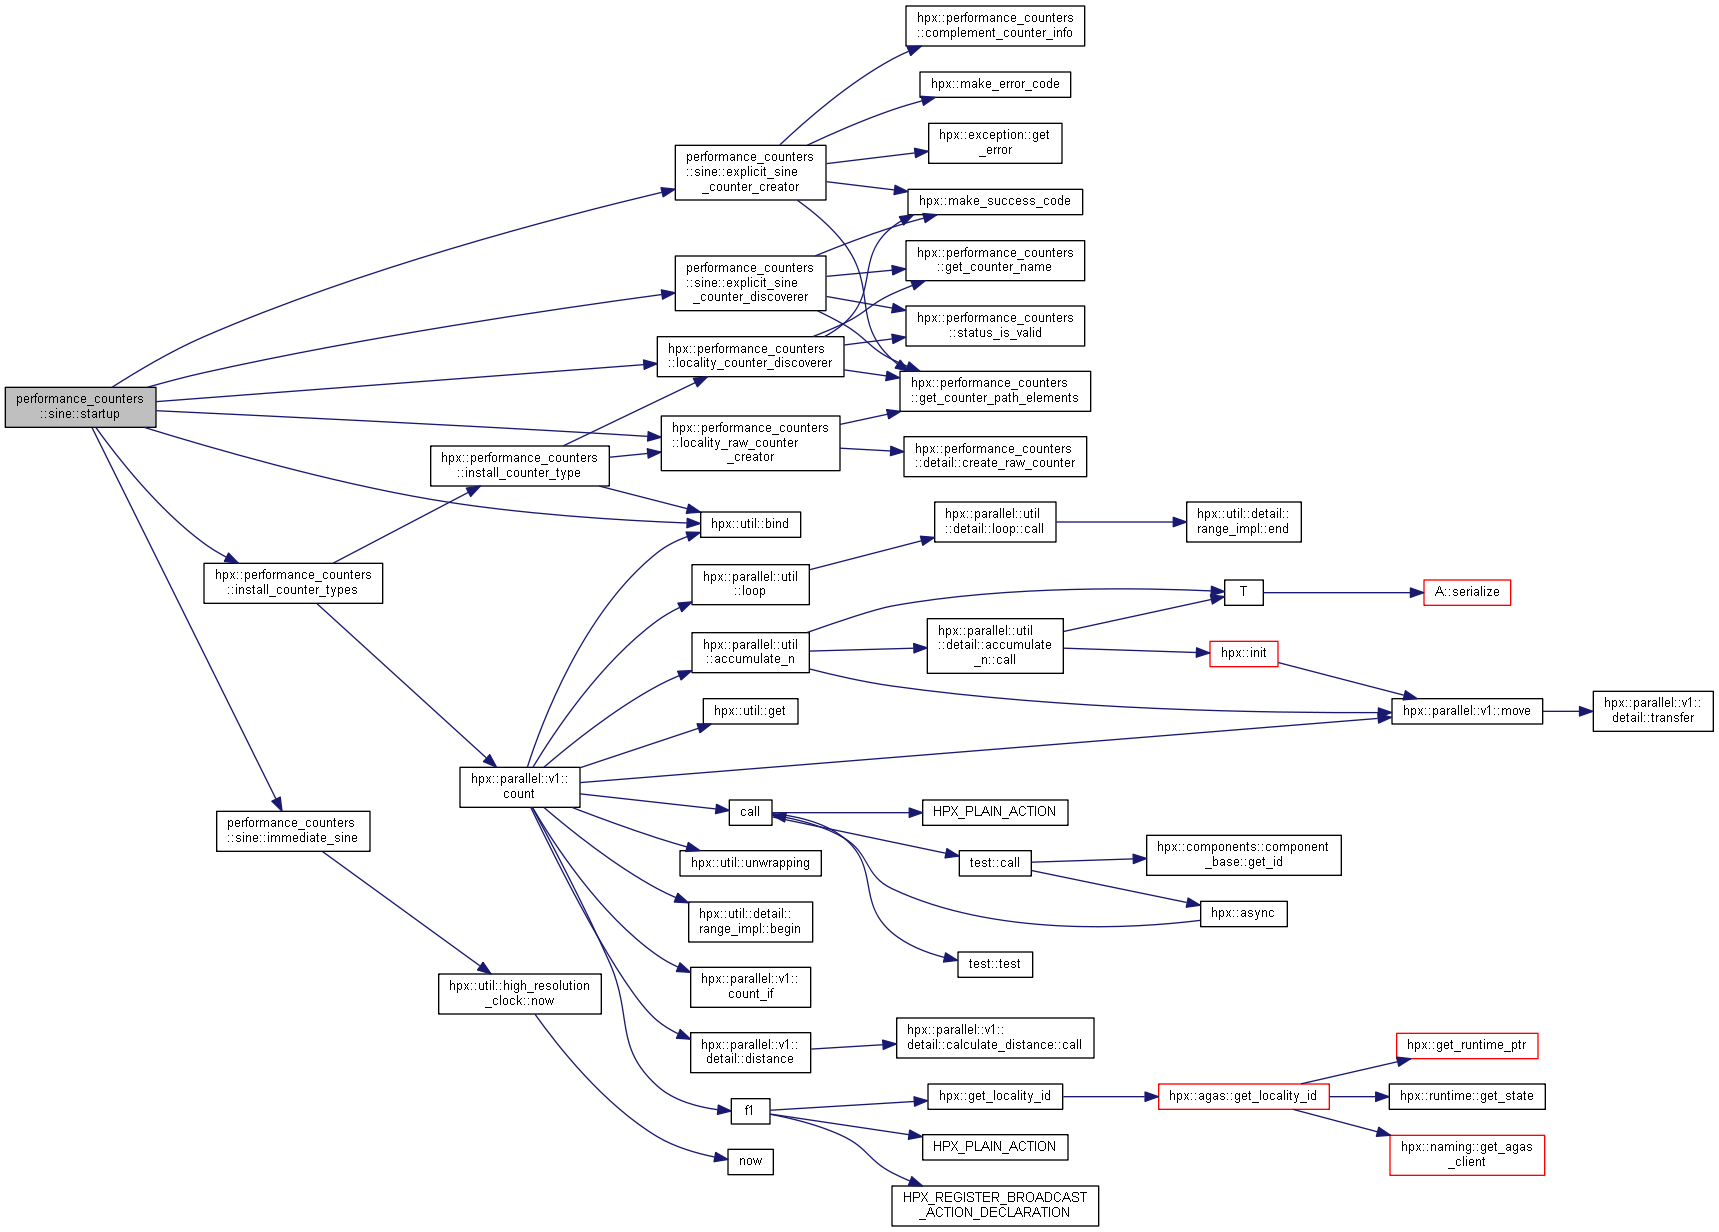 performance_counters
::sine::startup
performance_counters
::sine::explicit_sine
_counter_creator
performance_counters
::sine::explicit_sine
_counter_discoverer
hpx::performance_counters
::locality_counter_discoverer
hpx::performance_counters
::locality_raw_counter
_creator
hpx::performance_counters
::install_counter_type
hpx::util::bind
hpx::performance_counters
::install_counter_types
performance_counters
::sine::immediate_sine
hpx::performance_counters
::complement_counter_info
hpx::make_error_code
hpx::exception::get
_error
hpx::make_success_code
hpx::performance_counters
::get_counter_name
hpx::performance_counters
::status_is_valid
hpx::performance_counters
::get_counter_path_elements
hpx::performance_counters
::detail::create_raw_counter
hpx::parallel::v1::
count
hpx::parallel::util
::loop
hpx::parallel::util
::detail::loop::call
hpx::util::detail::
range_impl::end
hpx::parallel::util
::accumulate_n
hpx::parallel::util
::detail::accumulate
_n::call
T
A::serialize
hpx::init
hpx::parallel::v1::move
hpx::parallel::v1::
detail::transfer
hpx::util::get
call
HPX_PLAIN_ACTION
test::call
hpx::components::component
_base::get_id
hpx::async
test::test
hpx::util::unwrapping
hpx::util::detail::
range_impl::begin
hpx::parallel::v1::
count_if
hpx::parallel::v1::
detail::distance
hpx::parallel::v1::
detail::calculate_distance::call
f1
hpx::get_locality_id
hpx::agas::get_locality_id
hpx::get_runtime_ptr
hpx::runtime::get_state
hpx::naming::get_agas
_client
HPX_PLAIN_ACTION
HPX_REGISTER_BROADCAST
_ACTION_DECLARATION
hpx::util::high_resolution
_clock::now
now